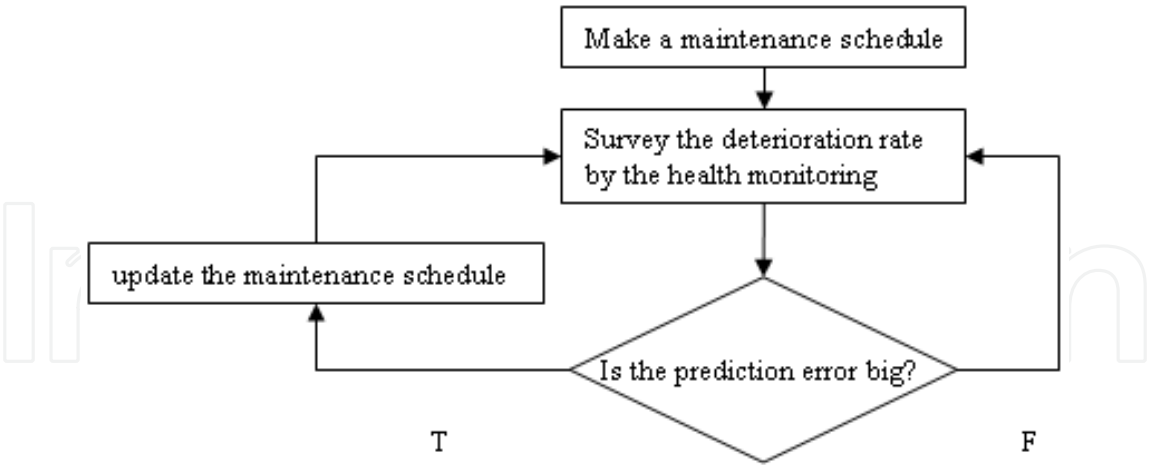 Make a maintenance schedule
Survey the deterioration rate
by the health monitoring
update the maintenance schedule
Is the prediction error big?
T
F